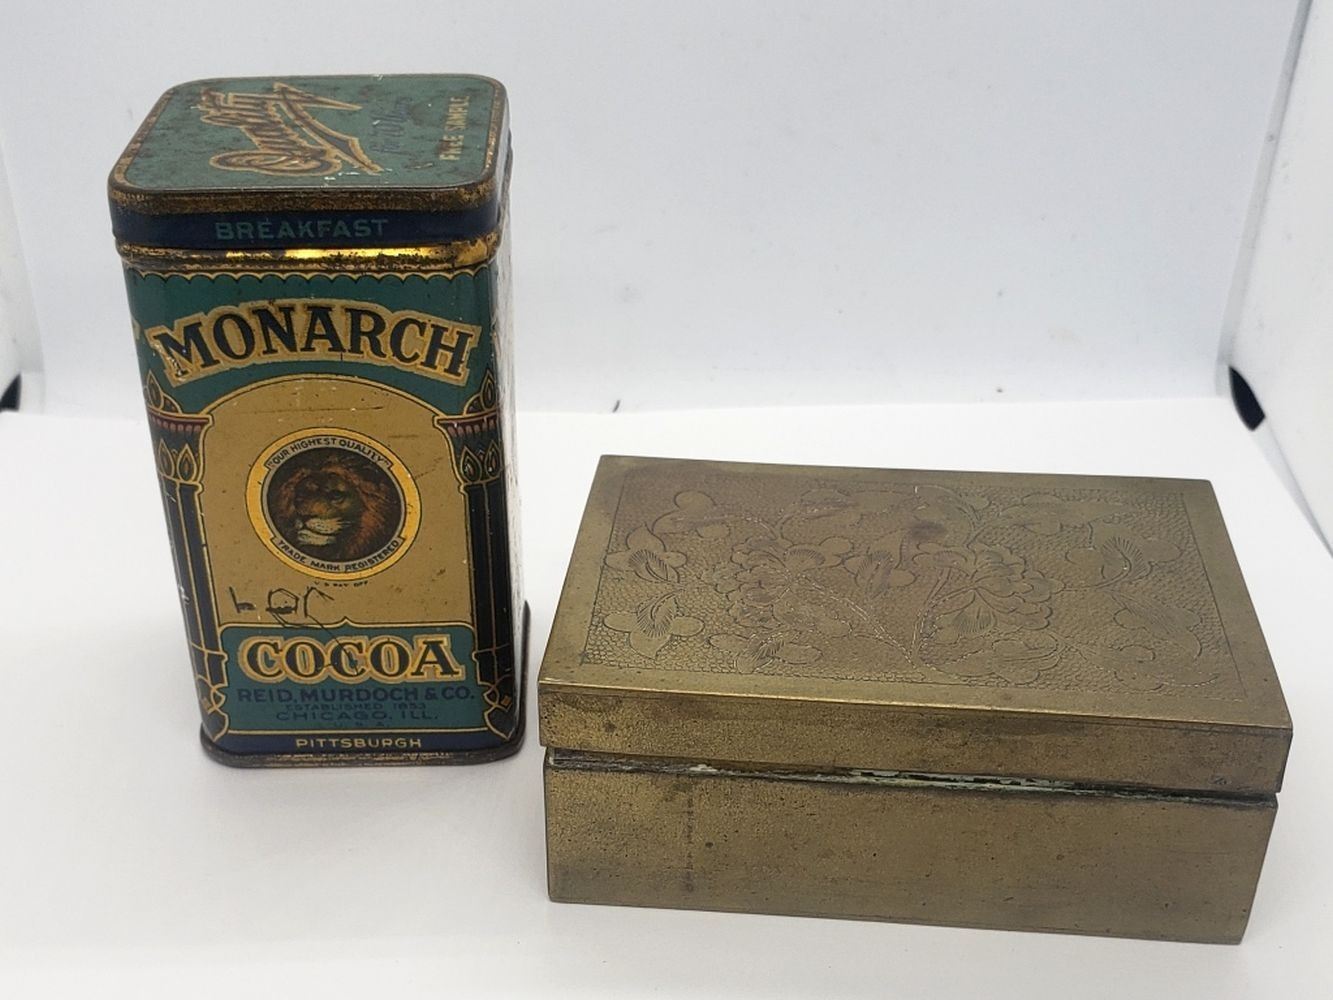 Quality
FREE SAMPLE
BREAKFAST
MONARCH
"OUR HIGHEST QUALITY"
TRADE MARK REGISTERED
U S PAT OFF
COCOA
REID, MURDOCH & CO.
ESTABLISHED 1853
CHICAGO, ILL.
U.S.A.
PITTSBURGH